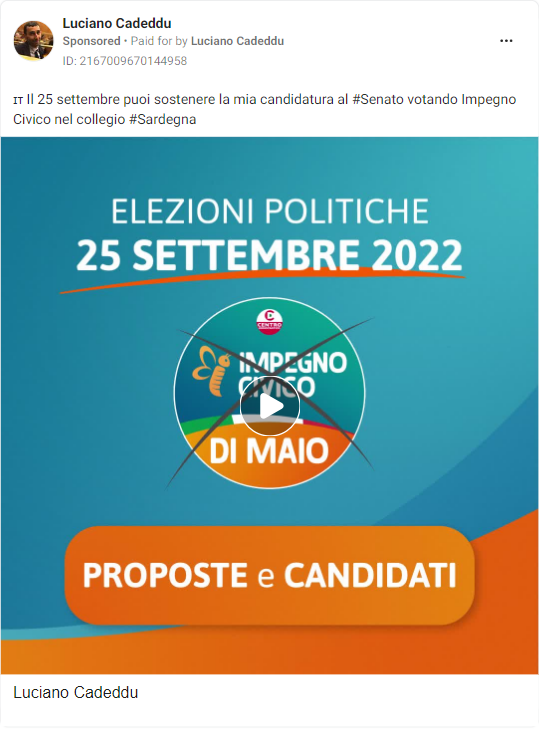 Luciano Cadeddu
Sponsored • Paid for by Luciano Cadeddu
ID: 2167009670144958
ɪᴛ Il 25 settembre puoi sostenere la mia candidatura al #Senato votando Impegno
Civico nel collegio #Sardegna
ELEZIONI POLITICHE
25 SETTEMBRE 2022
CENTRO
IMPEGNO
CIVICO
DI MAIO
PROPOSTE e CANDIDATI
Luciano Cadeddu